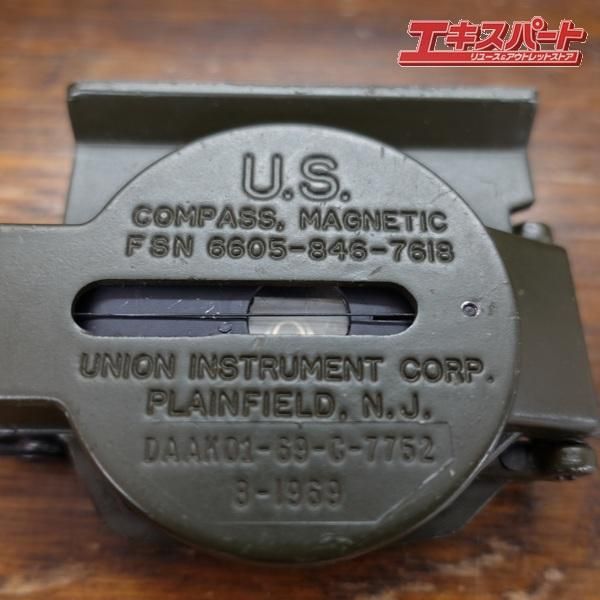 エキスパート
リユース&アウトレットストア
U.S.
COMPASS, MAGNETIC
FSN 6605-846-7618
UNION INSTRUMENT CORP.
PLAINFIELD, N.J.
DAAK01-69-C-7752
3-1969